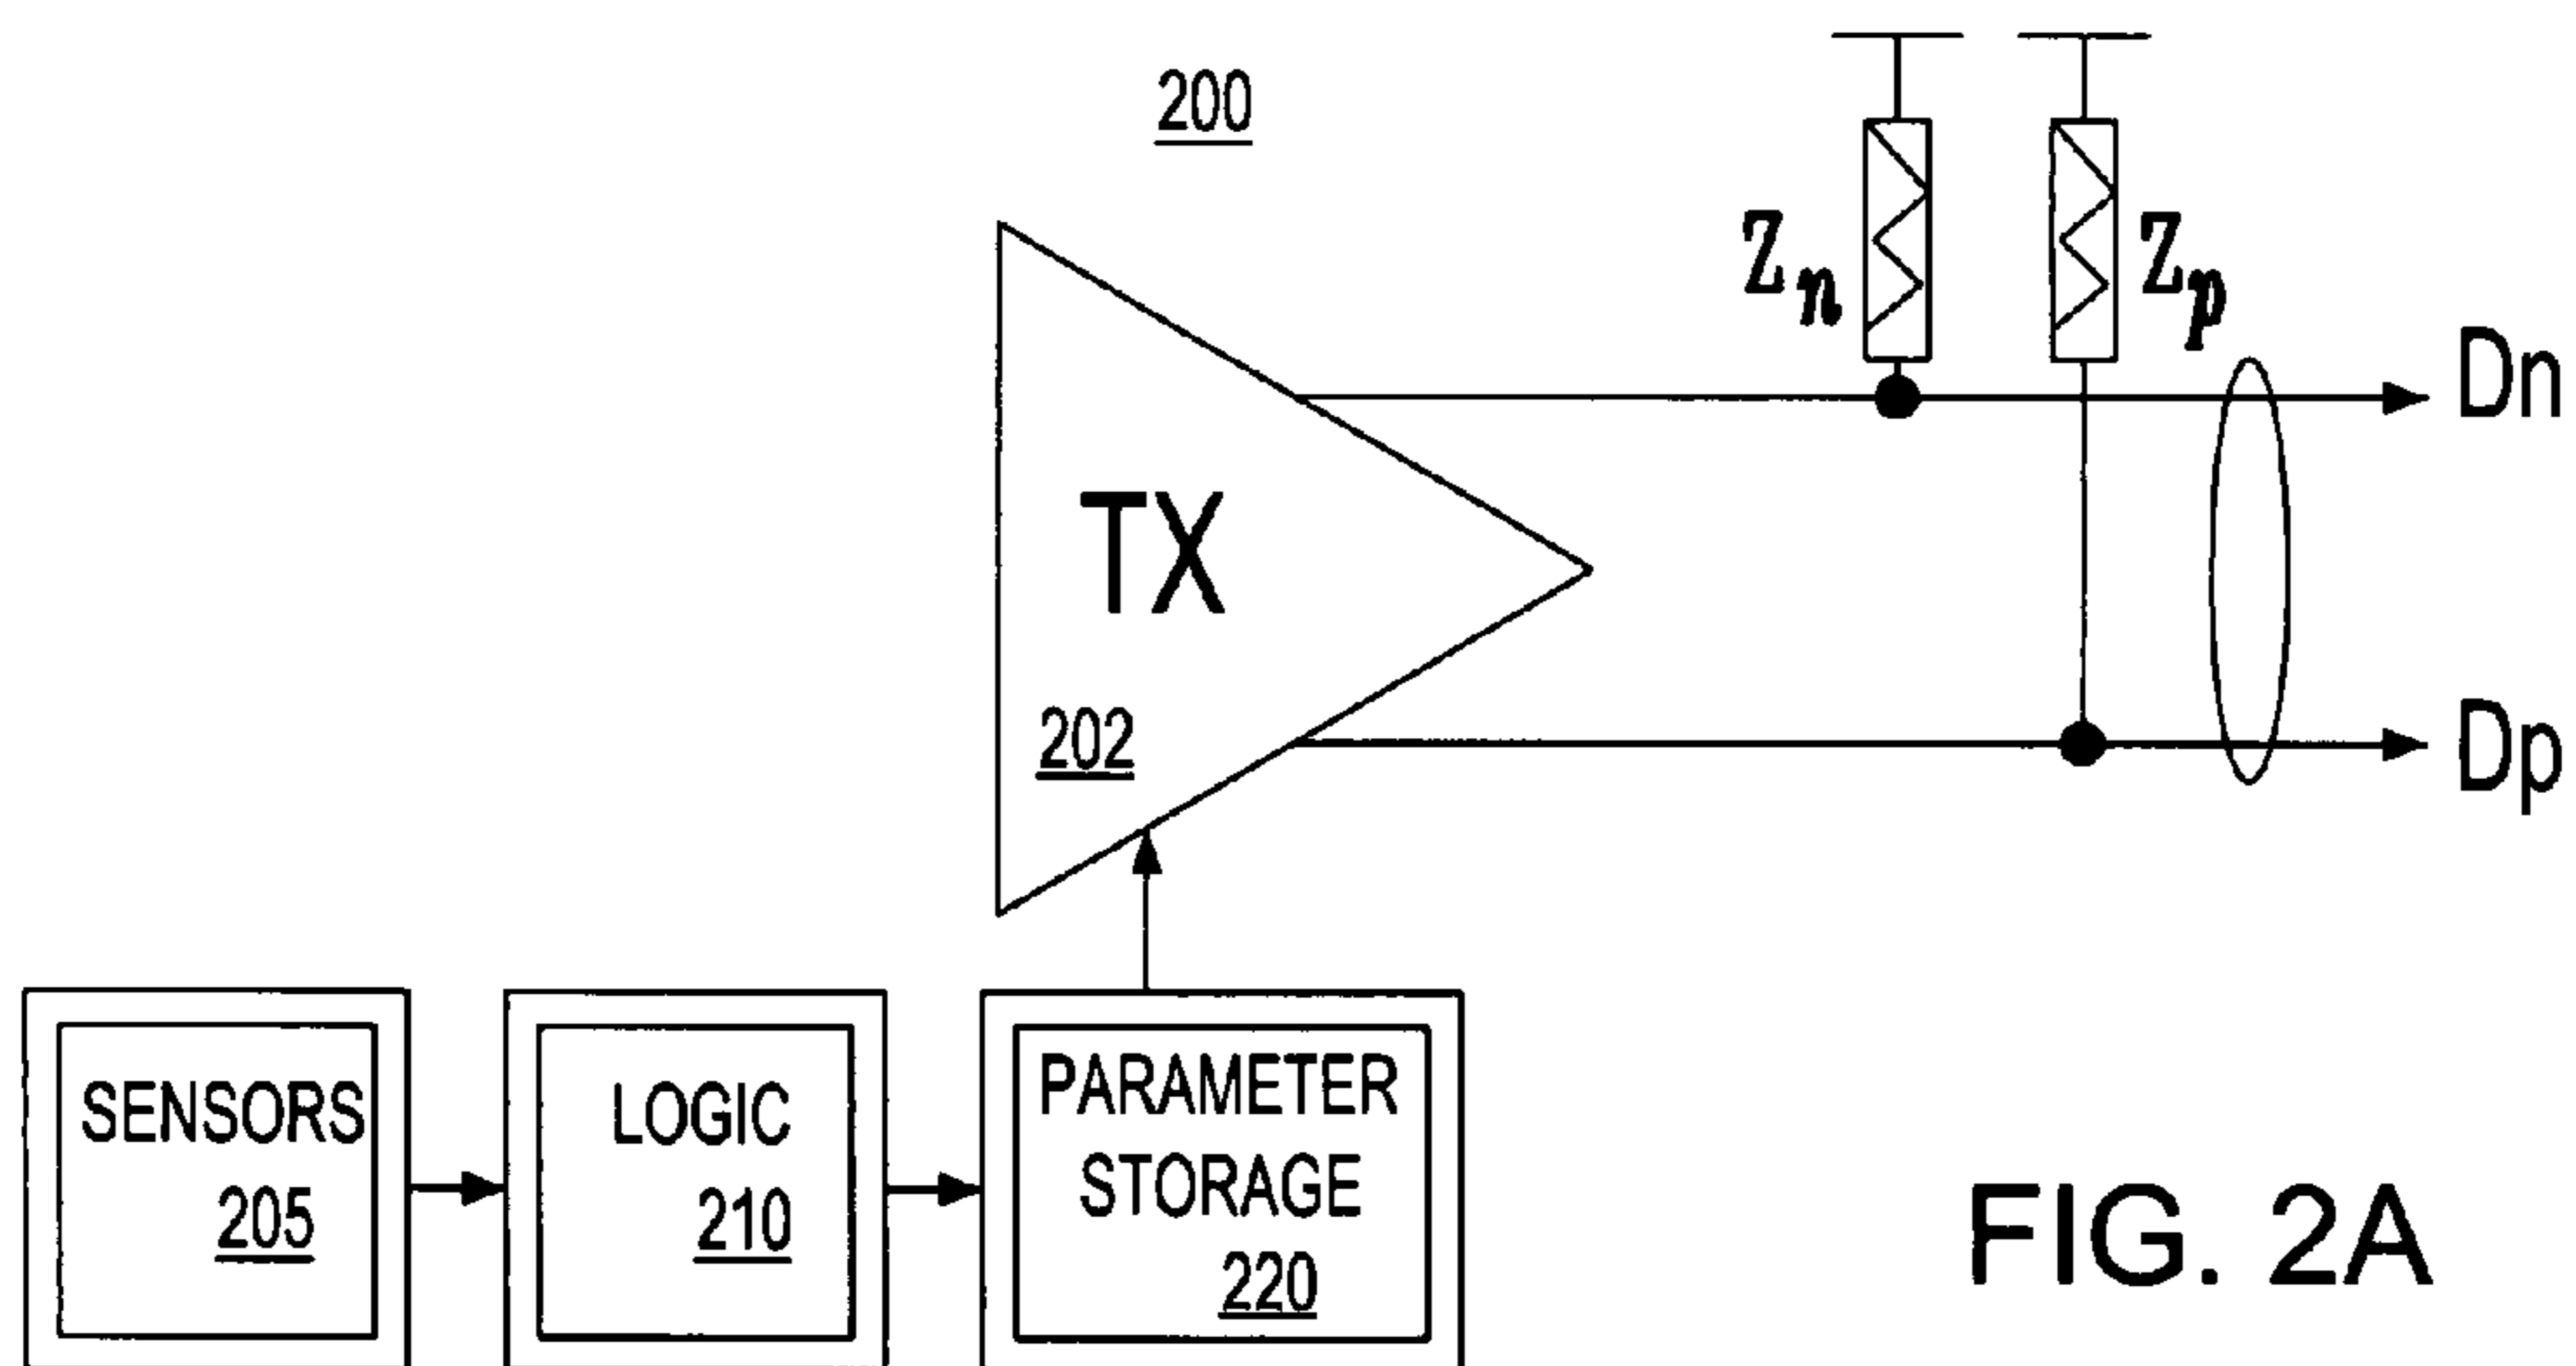 200
Zn
Zp
Dn
TX
202
Dp
SENSORS
205
LOGIC
210
PARAMETER
STORAGE
220
FIG. 2A